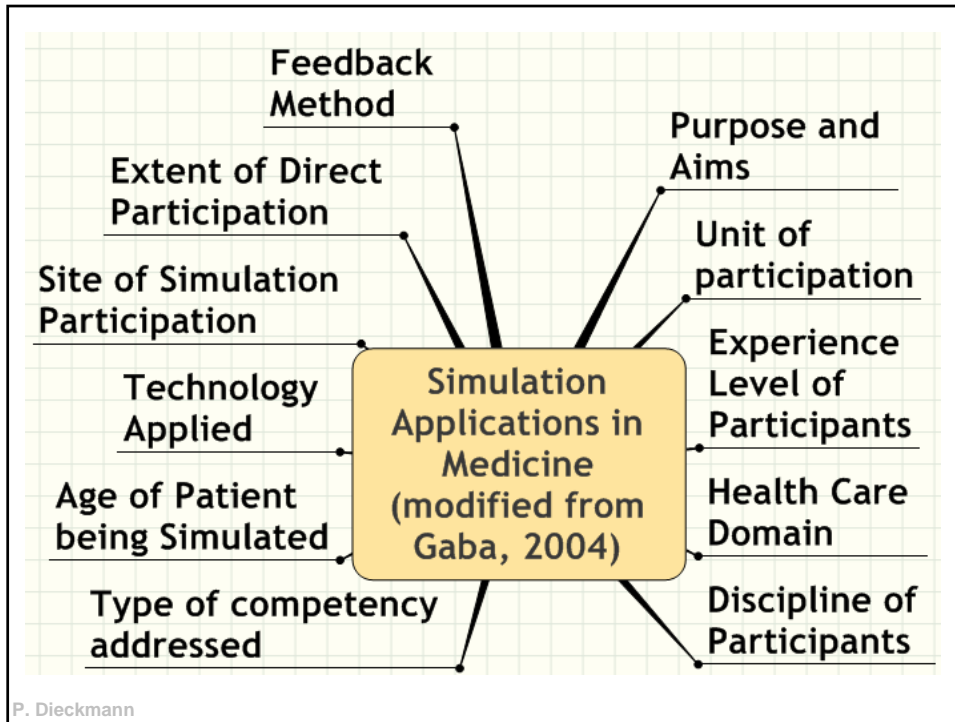 Feedback
Method
Extent of Direct
Participation
Site of Simulation
Participation
Technology
Applied
Age of Patient
being Simulated
Type of competency
addressed
Simulation
Applications in
Medicine
(modified from
Gaba, 2004)
Purpose and
Aims
Unit of
participation
Experience
Level of
Participants
Health Care
Domain
Discipline of
Participants
P. Dieckmann